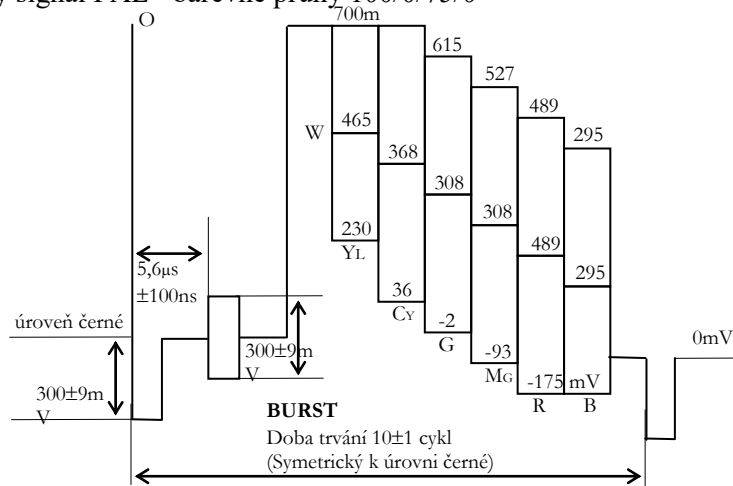 signál PAL - barevné pruhy 100/0/75/0
O
700m
615
527
489
295
W
465
368
308
308
489
295
230
YL
36
CY
-2
G
-93
MG
-175 mV
R
B
5,6µs
±100ns
úroveň černé
300±9m
V
300±9m
V
0mV
BURST
Doba trvání 10±1 cykl
(Symetrický k úrovni černé)